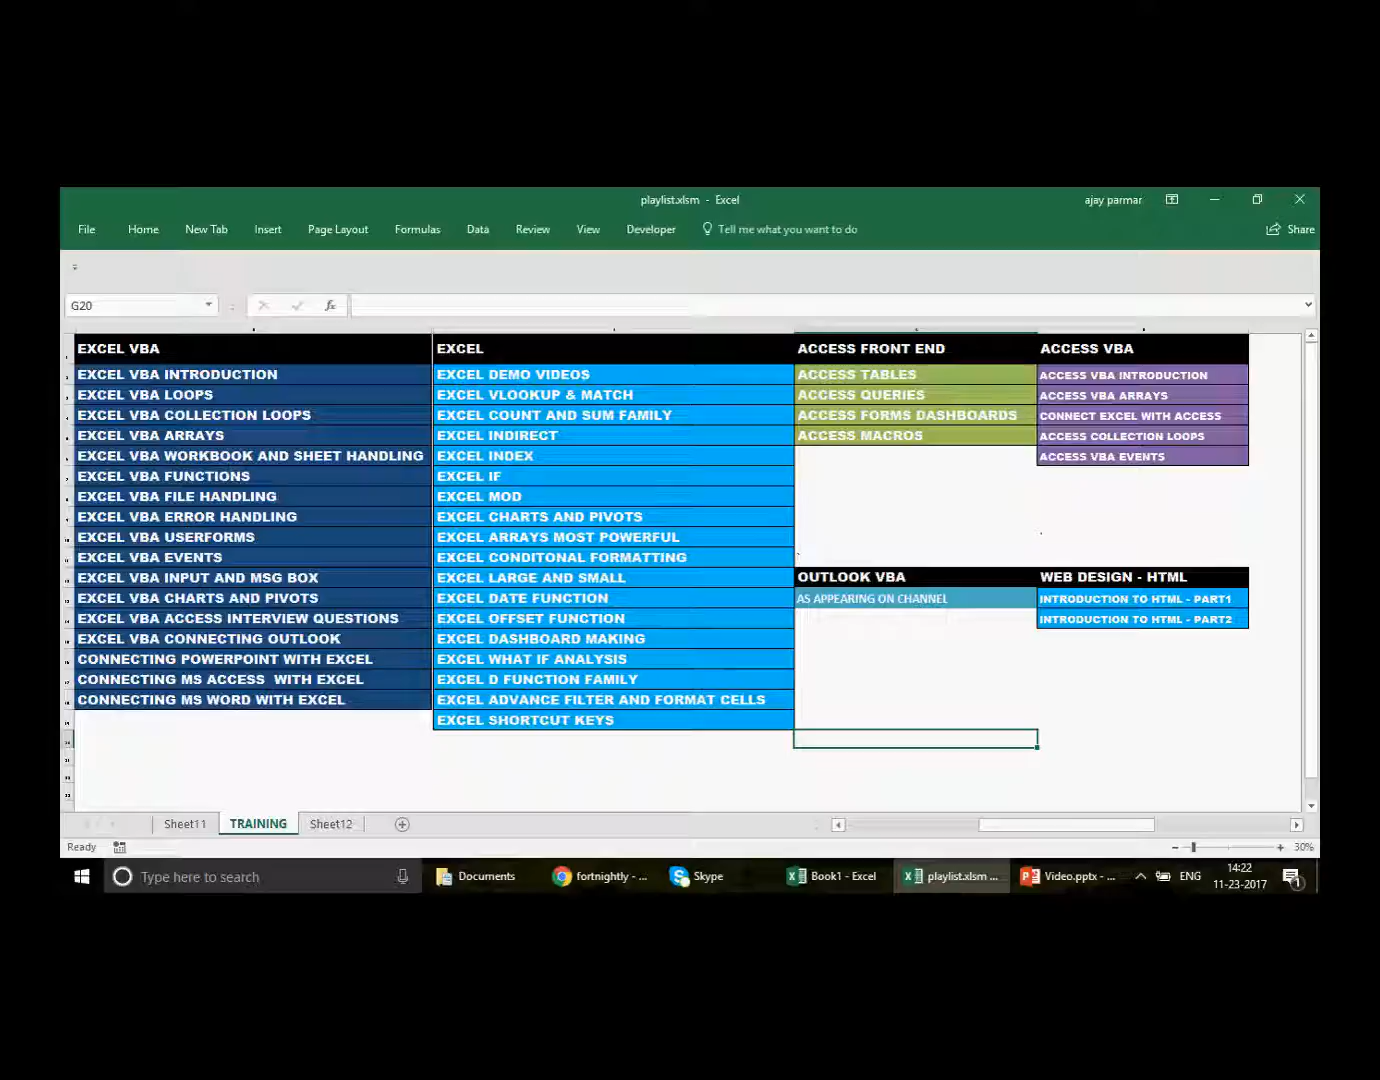 playlist.xlsm - Excel
ajay parmar
File Home New Tab Insert Page Layout Formulas Data Review View Developer Tell me what you want to do Share
G20
fx
EXCEL VBA
EXCEL VBA INTRODUCTION
EXCEL VBA LOOPS
EXCEL VBA COLLECTION LOOPS
EXCEL VBA ARRAYS
EXCEL VBA WORKBOOK AND SHEET HANDLING
EXCEL VBA FUNCTIONS
EXCEL VBA FILE HANDLING
EXCEL VBA ERROR HANDLING
EXCEL VBA USERFORMS
EXCEL VBA EVENTS
EXCEL VBA INPUT AND MSG BOX
EXCEL VBA CHARTS AND PIVOTS
EXCEL VBA ACCESS INTERVIEW QUESTIONS
EXCEL VBA CONNECTING OUTLOOK
CONNECTING POWERPOINT WITH EXCEL
CONNECTING MS ACCESS WITH EXCEL
CONNECTING MS WORD WITH EXCEL
EXCEL
EXCEL DEMO VIDEOS
EXCEL VLOOKUP & MATCH
EXCEL COUNT AND SUM FAMILY
EXCEL INDIRECT
EXCEL INDEX
EXCEL IF
EXCEL MOD
EXCEL CHARTS AND PIVOTS
EXCEL ARRAYS MOST POWERFUL
EXCEL CONDITONAL FORMATTING
EXCEL LARGE AND SMALL
EXCEL DATE FUNCTION
EXCEL OFFSET FUNCTION
EXCEL DASHBOARD MAKING
EXCEL WHAT IF ANALYSIS
EXCEL D FUNCTION FAMILY
EXCEL ADVANCE FILTER AND FORMAT CELLS
EXCEL SHORTCUT KEYS
ACCESS FRONT END
ACCESS TABLES
ACCESS QUERIES
ACCESS FORMS DASHBOARDS
ACCESS MACROS
ACCESS VBA
ACCESS VBA INTRODUCTION
ACCESS VBA ARRAYS
CONNECT EXCEL WITH ACCESS
ACCESS COLLECTION LOOPS
ACCESS VBA EVENTS
OUTLOOK VBA
AS APPEARING ON CHANNEL
WEB DESIGN - HTML
INTRODUCTION TO HTML - PART1
INTRODUCTION TO HTML - PART2
Sheet11 TRAINING Sheet12
Ready
30%
Type here to search
Documents
fortnightly - ...
Skype
Book1 - Excel
playlist.xlsm ...
Video.pptx - ...
ENG
14:22
11-23-2017